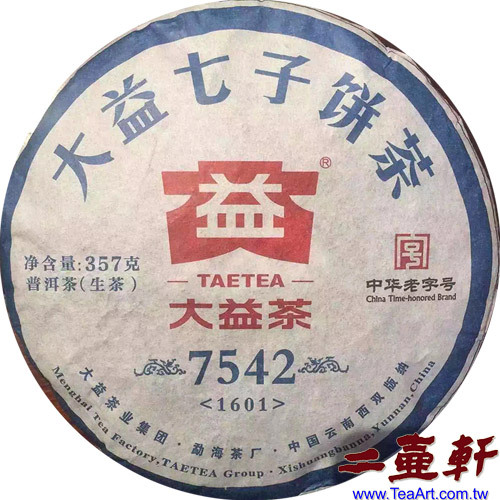 大益七子饼茶
益®
TAETEA
大益茶
净含量:357克
普洱茶(生茶)
中华老字号
China Time-honored Brand
7542
<1601>
大益茶业集团·勐海茶厂·中国云南西双版纳
Menghai Tea Factory,TAETEA Group·Xishuangbanna,Yunnan,China
二壺軒
www.TeaArt.com.tw